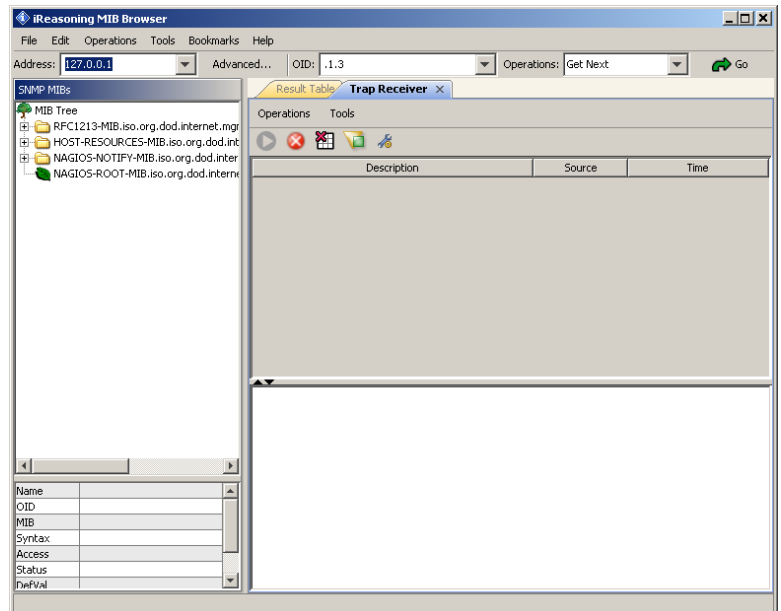 iReasoning MIB Browser
File Edit Operations Tools Bookmarks Help
Address: 127.0.0.1 Advanced... OID: .1.3 Operations: Get Next Go
SNMP MIBs
MIB Tree
RFC1213-MIB.iso.org.dod.internet.mgr
HOST-RESOURCES-MIB.iso.org.dod.int
NAGIOS-NOTIFY-MIB.iso.org.dod.inter
NAGIOS-ROOT-MIB.iso.org.dod.interne
Name
OID
MIB
Syntax
Access
Status
DefVal
Result Table Trap Receiver
Operations Tools
Description Source Time